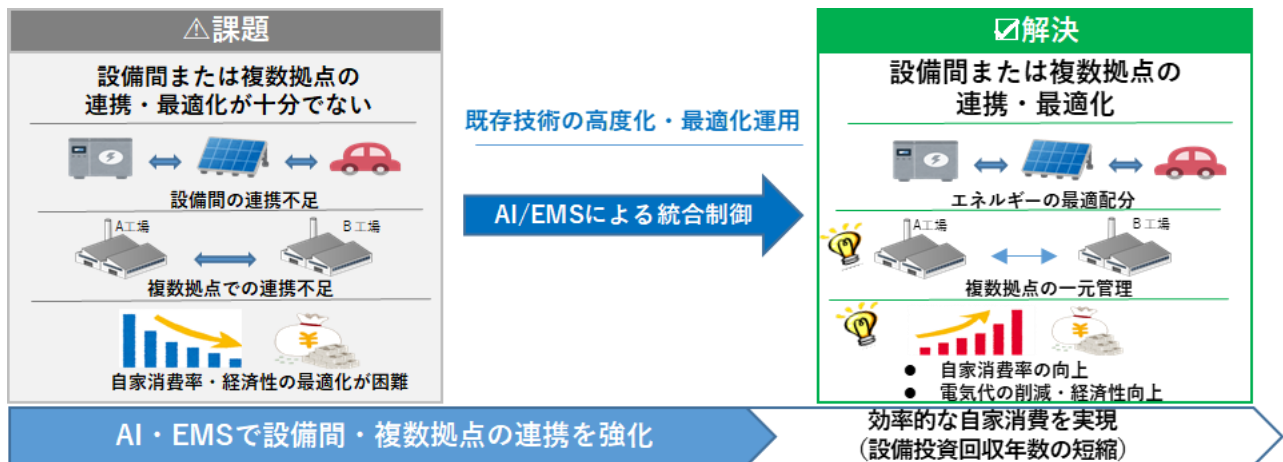 ⚠課題
設備間または複数拠点の
連携・最適化が十分でない
設備間の連携不足
A工場
B工場
複数拠点での連携不足
¥
自家消費率・経済性の最適化が困難
既存技術の高度化・最適化運用
AI/EMSによる統合制御
☑解決
設備間または複数拠点の
連携・最適化
エネルギーの最適配分
A工場
B工場
複数拠点の一元管理
¥
● 自家消費率の向上
● 電気代の削減・経済性向上
AI・EMSで設備間・複数拠点の連携を強化
効率的な自家消費を実現
(設備投資回収年数の短縮)